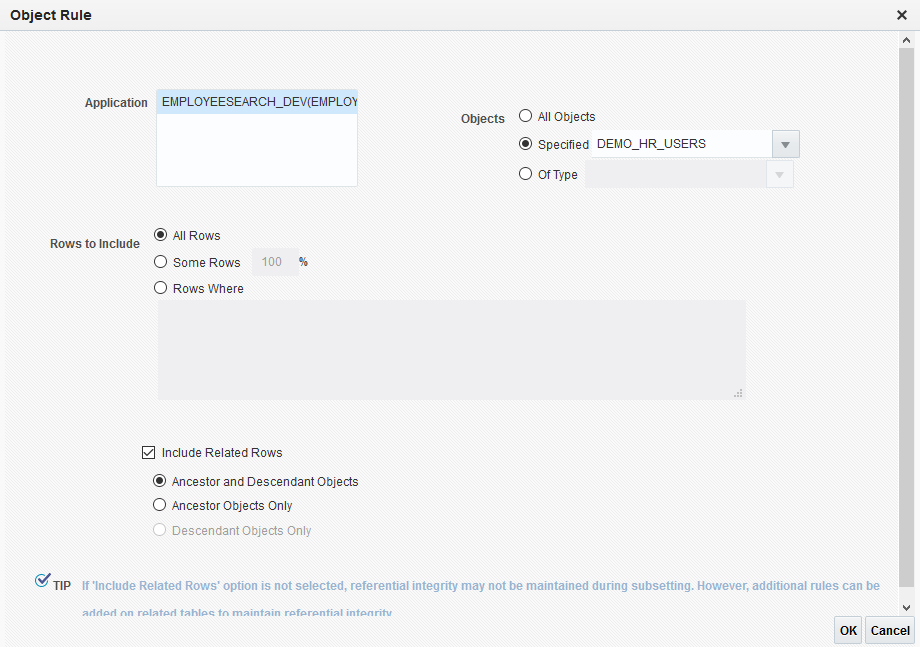 Object Rule
Application
EMPLOYEESEARCH_DEV(EMPLOY
Objects
All Objects
Specified
DEMO_HR_USERS
Of Type
Rows to Include
All Rows
Some Rows
100
%
Rows Where
Include Related Rows
Ancestor and Descendant Objects
Ancestor Objects Only
Descendant Objects Only
TIP If 'Include Related Rows' option is not selected, referential integrity may not be maintained during subsetting. However, additional rules can be
added on related tables to maintain referential integrity
OK
Cancel